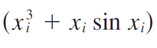 (x_i^3 + x_i sin x_i)